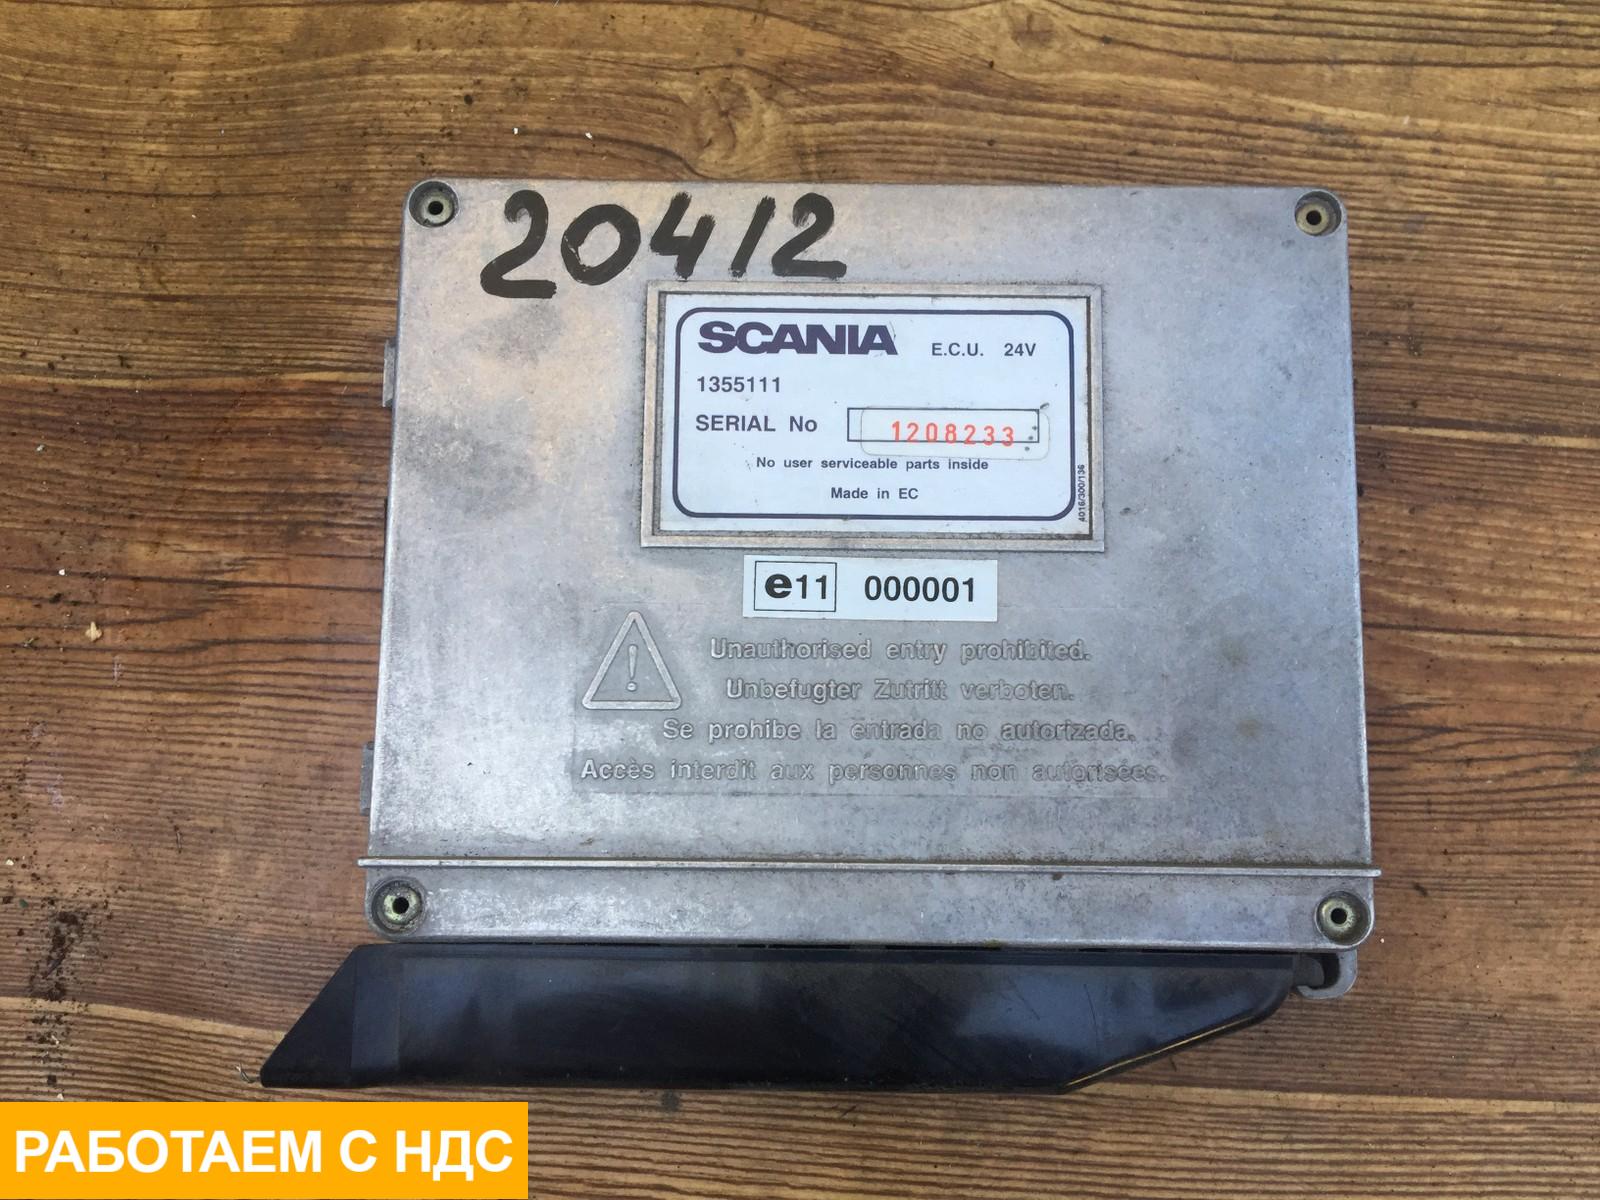 20412
SCANIA E.C.U. 24V
1355111
SERIAL No 1208233
No user serviceable parts inside
Made in EC
4016/300/136
e11 000001
Unauthorised entry prohibited.
Unbefugter Zutritt verboten.
Se prohibe la entrada no autorizada.
Accès interdit aux personnes non autorisées.
РАБОТАЕМ С НДС